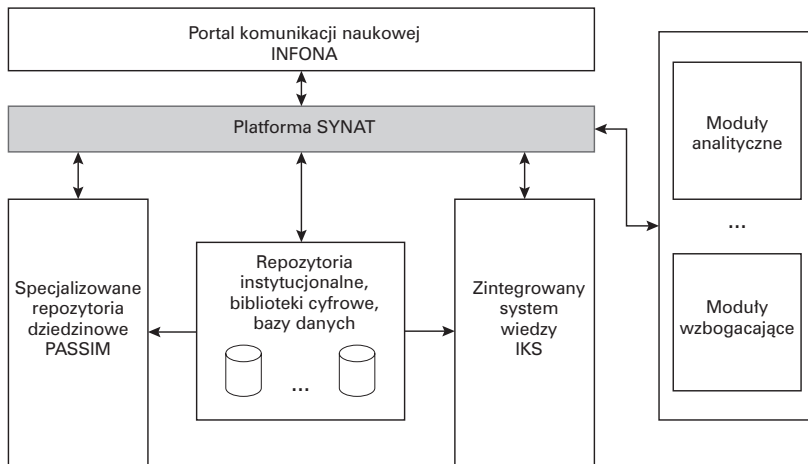 Portal komunikacji naukowej
INFONA
Platforma SYNAT
Specjalizowane
repozytoria
dziedzinowe
PASSIM
Repozytoria
instytucjonalne,
biblioteki cyfrowe,
bazy danych
...
Zintegrowany
system
wiedzy
IKS
Moduły
analityczne
...
Moduły
wzbogacające